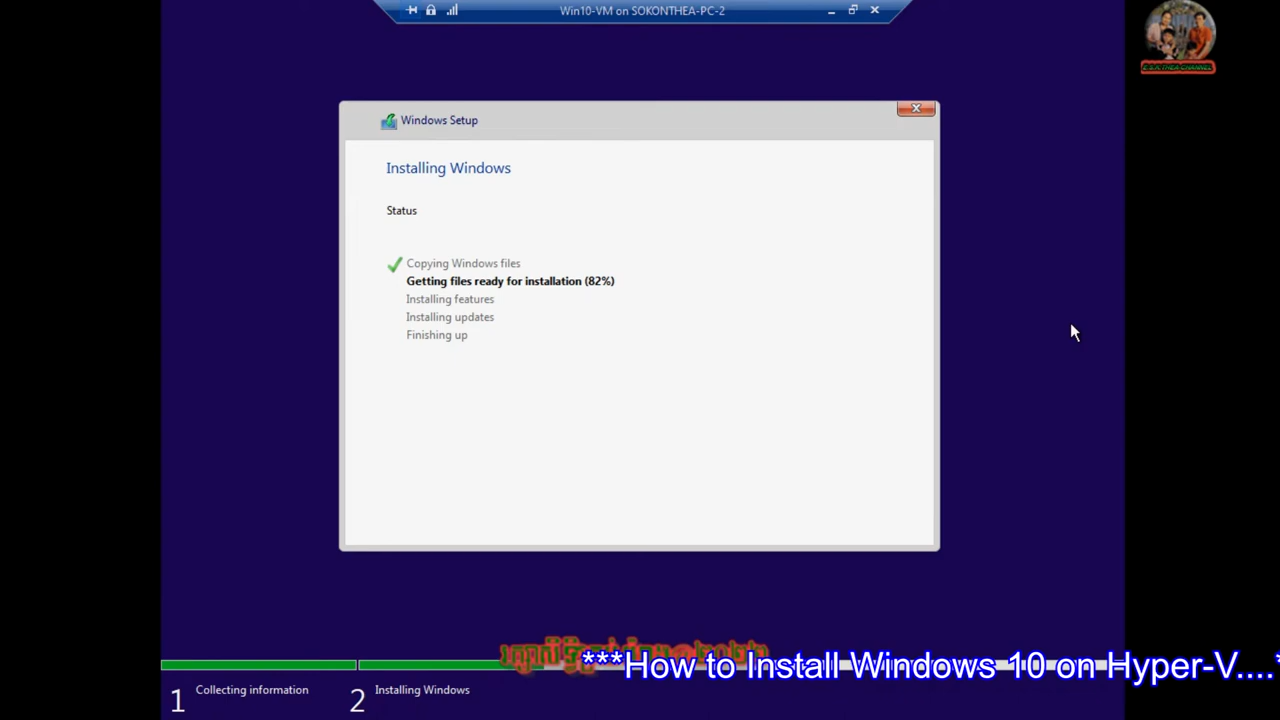 Win10-VM on SOKONTHEA-PC-2
Windows Setup
Installing Windows
Status
Copying Windows files
Getting files ready for installation (82%)
Installing features
Installing updates
Finishing up
***How to Install Windows 10 on Hyper-V....*
1 Collecting information
2 Installing Windows